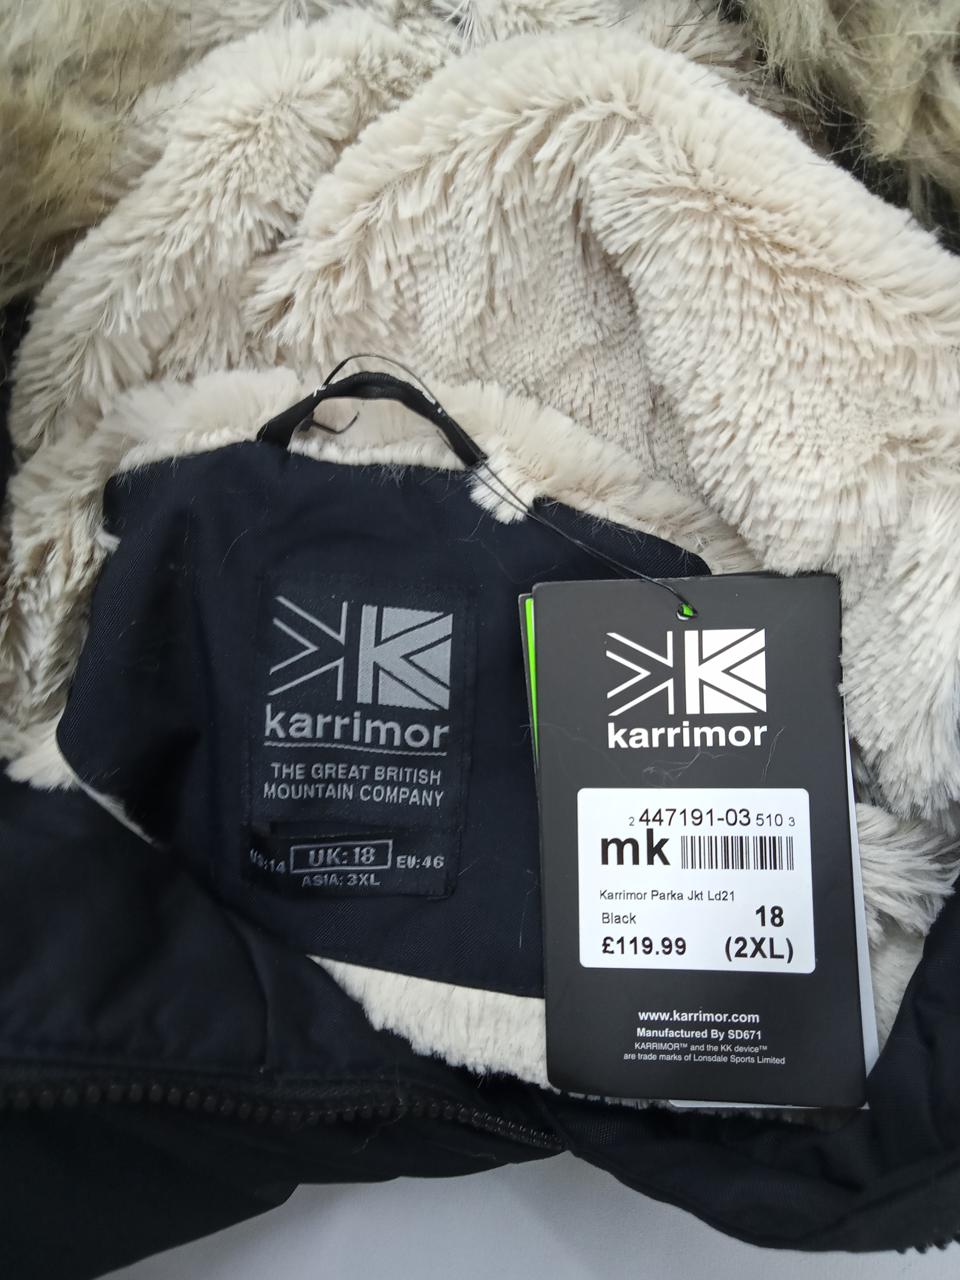 karrimor
THE GREAT BRITISH
MOUNTAIN COMPANY
US:14 UK: 18 EU:46
ASIA: 3XL
karrimor
2 447191-03 510 3
mk
Karrimor Parka Jkt Ld21
Black 18
£119.99 (2XL)
www.karrimor.com
Manufactured By SD671
KARRIMOR™ and the KK device™
are trade marks of Lonsdale Sports Limited